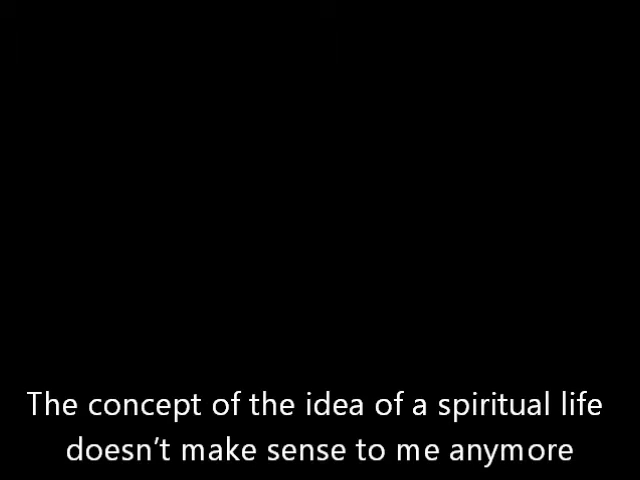 The concept of the idea of a spiritual life
doesn’t make sense to me anymore